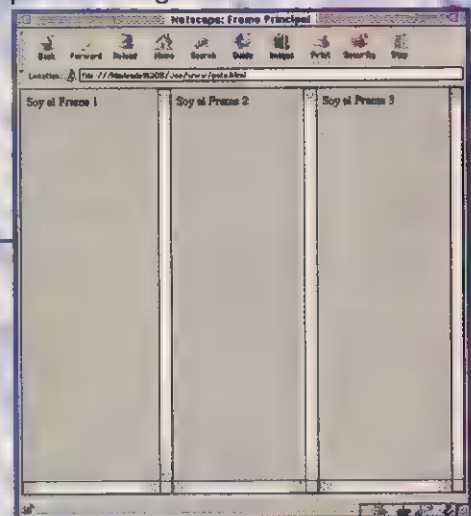 Netscape: Frame Principal
Back Forward Reload Home Search Guide Images Print Security Stop
Location:
Soy el Frame 1 Soy el Frame 2 Soy el Frame 3